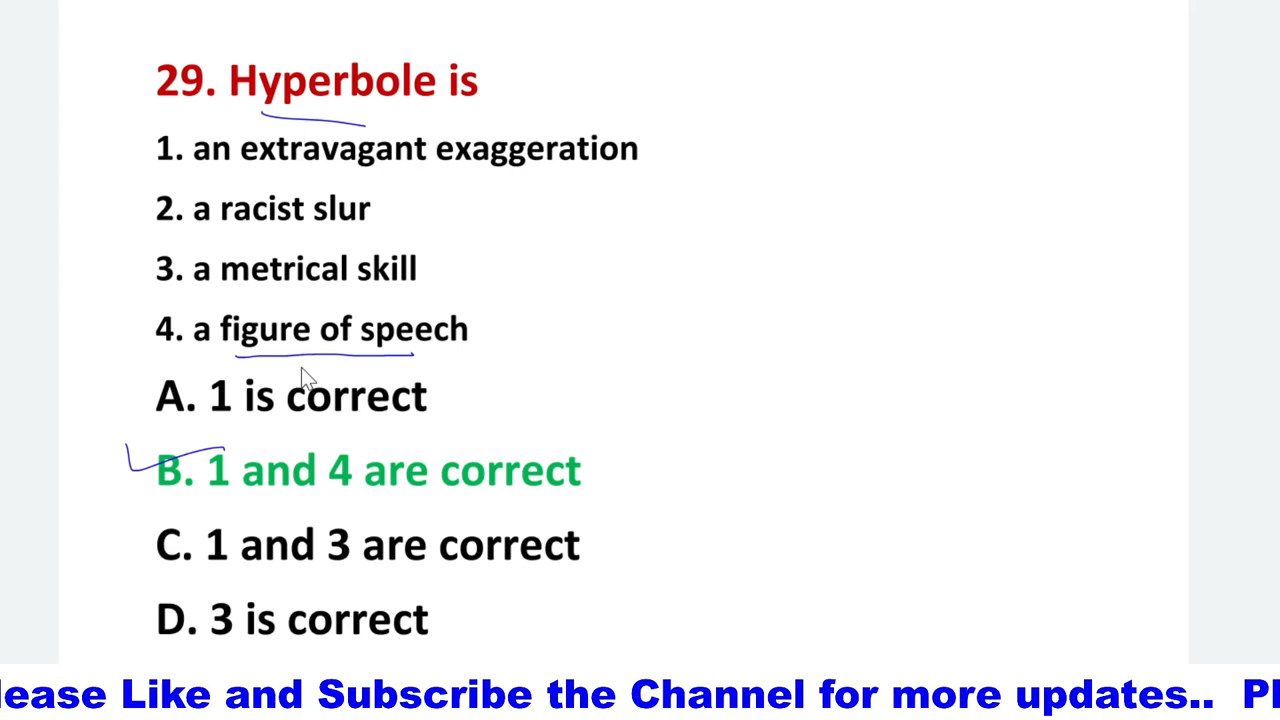 29. Hyperbole is
1. an extravagant exaggeration
2. a racist slur
3. a metrical skill
4. a figure of speech
A. 1 is correct
B. 1 and 4 are correct
C. 1 and 3 are correct
D. 3 is correct
lease Like and Subscribe the Channel for more updates.. Pl